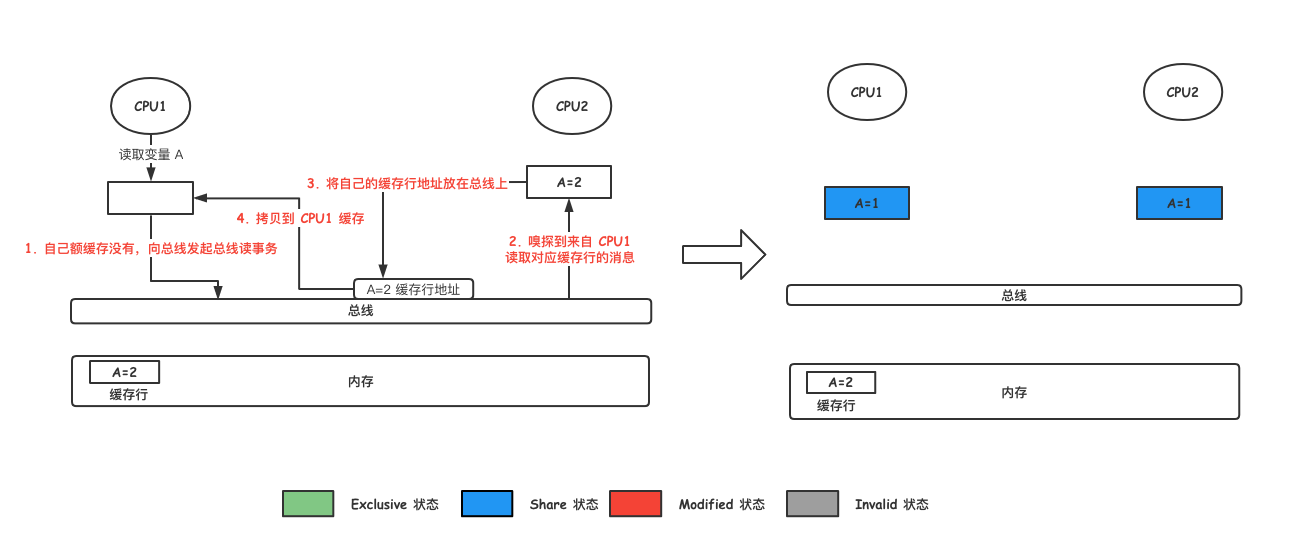 CPU1
CPU2
CPU1
CPU2
读取变量 A
A=2
3. 将自己的缓存行地址放在总线上
A=1
A=1
4. 拷贝到 CPU1 缓存
1. 自己额缓存没有，向总线发起总线读事务
2. 嗅探到来自 CPU1
读取对应缓存行的消息
A=2 缓存行地址
总线
总线
A=2
缓存行
内存
A=2
缓存行
内存
Exclusive 状态
Share 状态
Modified 状态
Invalid 状态